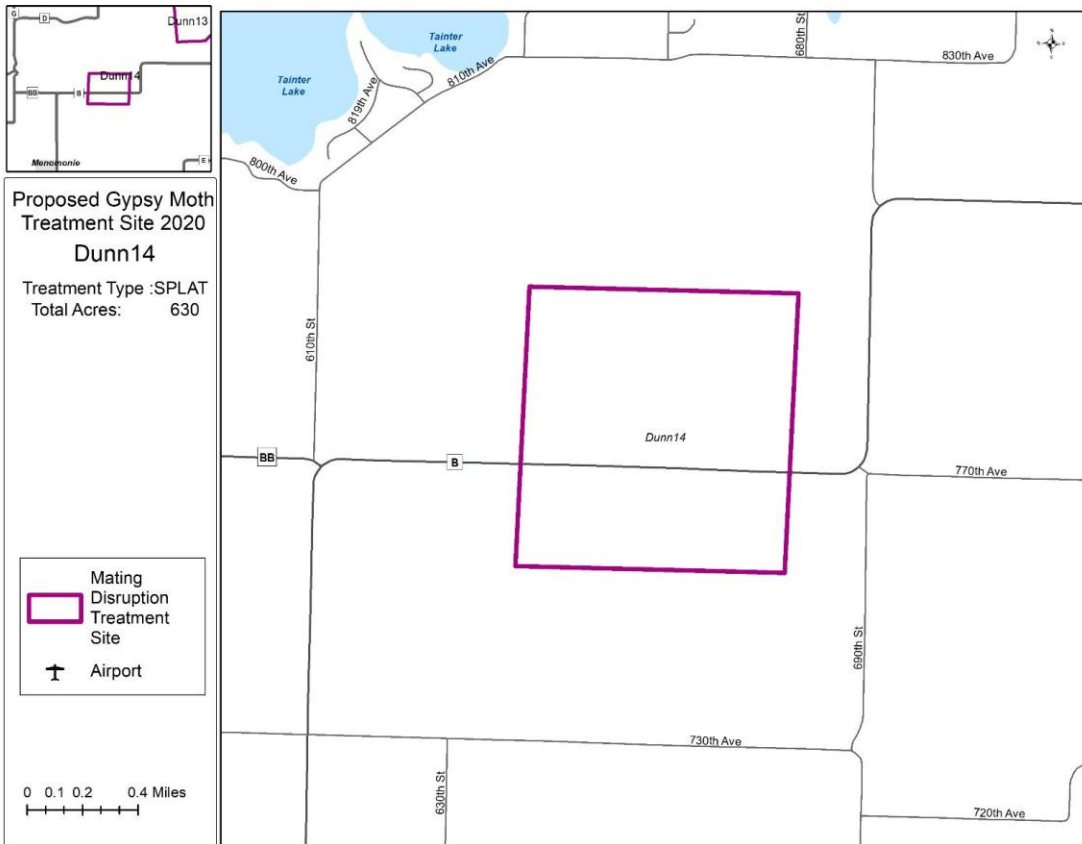 G
D
Dunn13
Dunn14
BB
B
Menomonie
E
Proposed Gypsy Moth
Treatment Site 2020
Dunn14
Treatment Type :SPLAT
Total Acres: 630
Mating
Disruption
Treatment
Site
Airport
0 0.1 0.2 0.4 Miles
Tainter
Lake
Tainter
Lake
819th Ave
810th Ave
680th St
830th Ave
800th Ave
610th St
Dunn14
BB
B
770th Ave
690th St
730th Ave
630th St
720th Ave